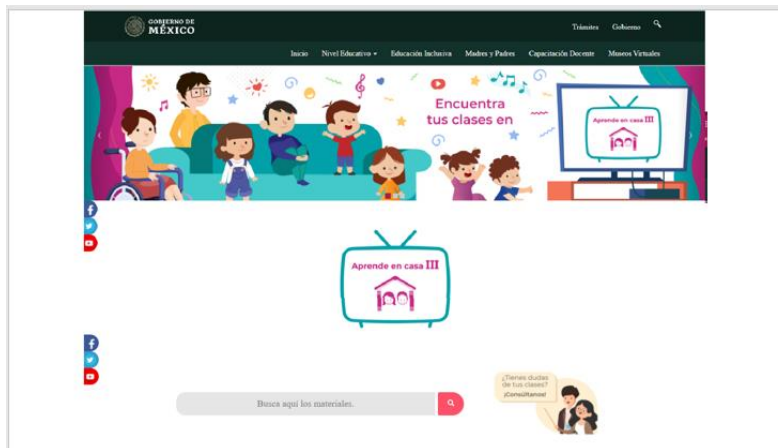 GOBIERNO DE
MÉXICO
Trámites Gobierno
Inicio Nivel Educativo Educación Inclusiva Madres y Padres Capacitación Docente Museos Virtuales
Encuentra
tus clases en
Aprende en casa III
Aprende en casa III
Busca aquí los materiales.
¿Tienes dudas
de tus clases?
¡Consúltanos!